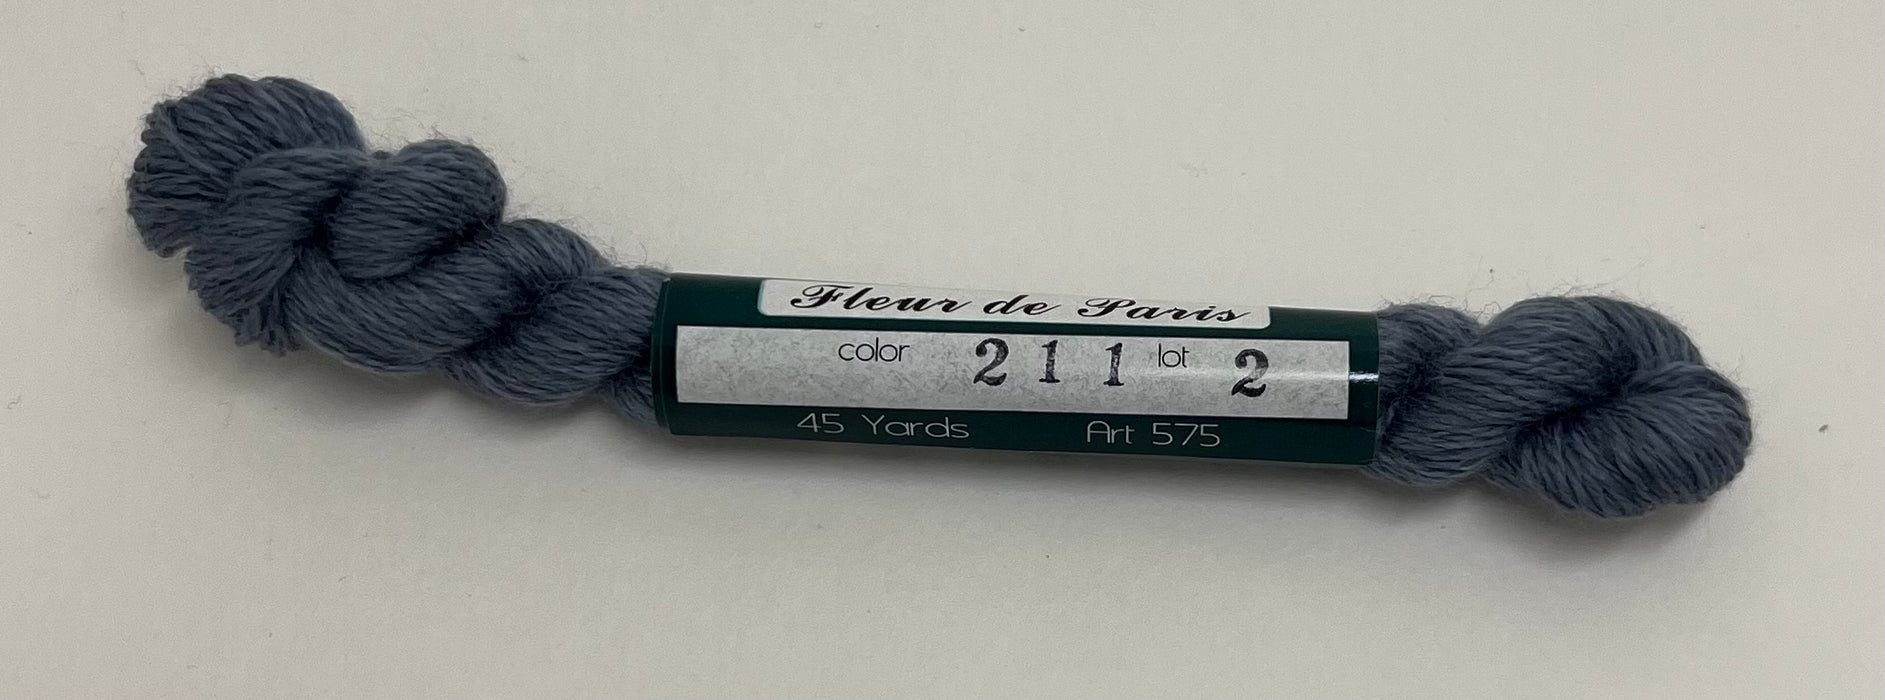 Fleur de Paris
color 211 lot 2
45 Yards Art 575